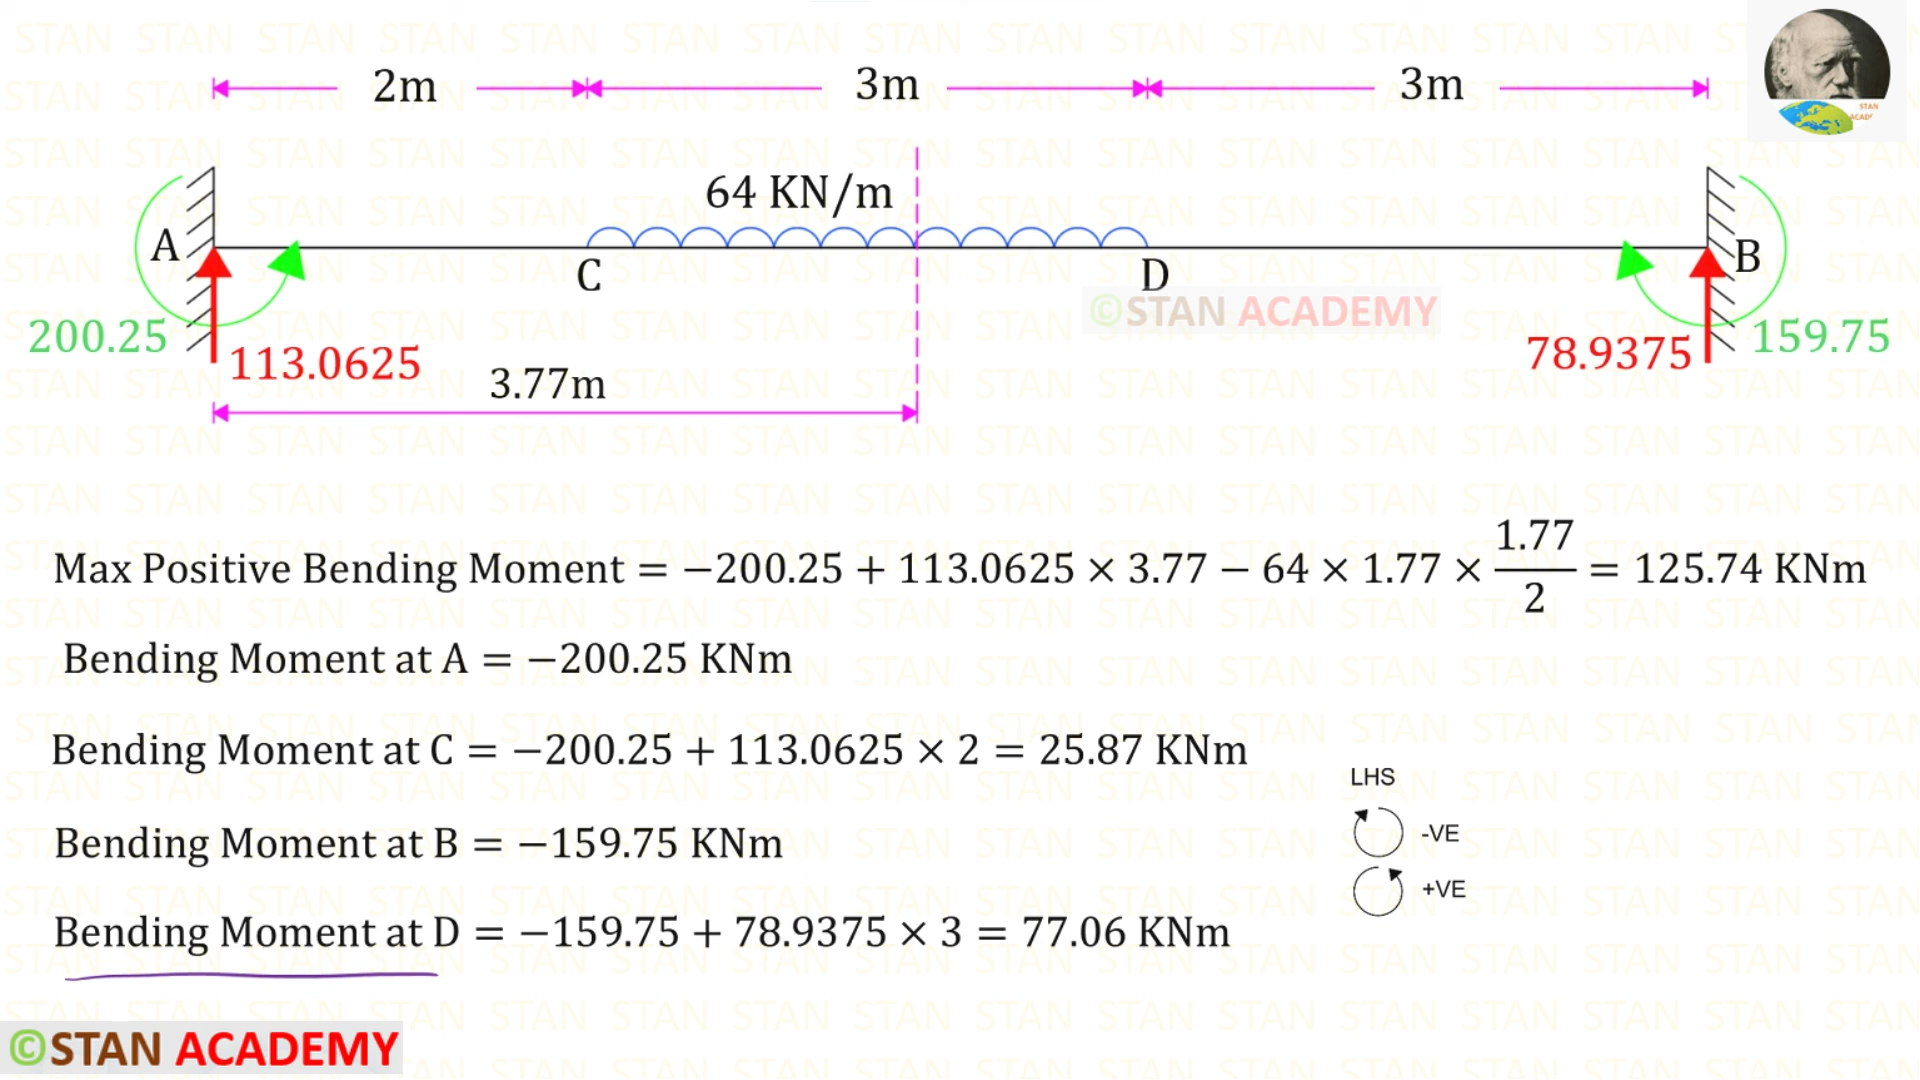 2m 3m 3m
STAN
ACADY
64 KN/m
A B
C D
©STAN ACADEMY
200.25 113.0625 78.9375 159.75
3.77m
Max Positive Bending Moment = −200.25 + 113.0625 × 3.77 − 64 × 1.77 × 1.77/2 = 125.74 KNm
Bending Moment at A = −200.25 KNm
Bending Moment at C = −200.25 + 113.0625 × 2 = 25.87 KNm
LHS
-VE
+VE
Bending Moment at B = −159.75 KNm
Bending Moment at D = −159.75 + 78.9375 × 3 = 77.06 KNm
©STAN ACADEMY